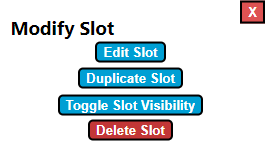 X
Modify Slot
Edit Slot
Duplicate Slot
Toggle Slot Visibility
Delete Slot